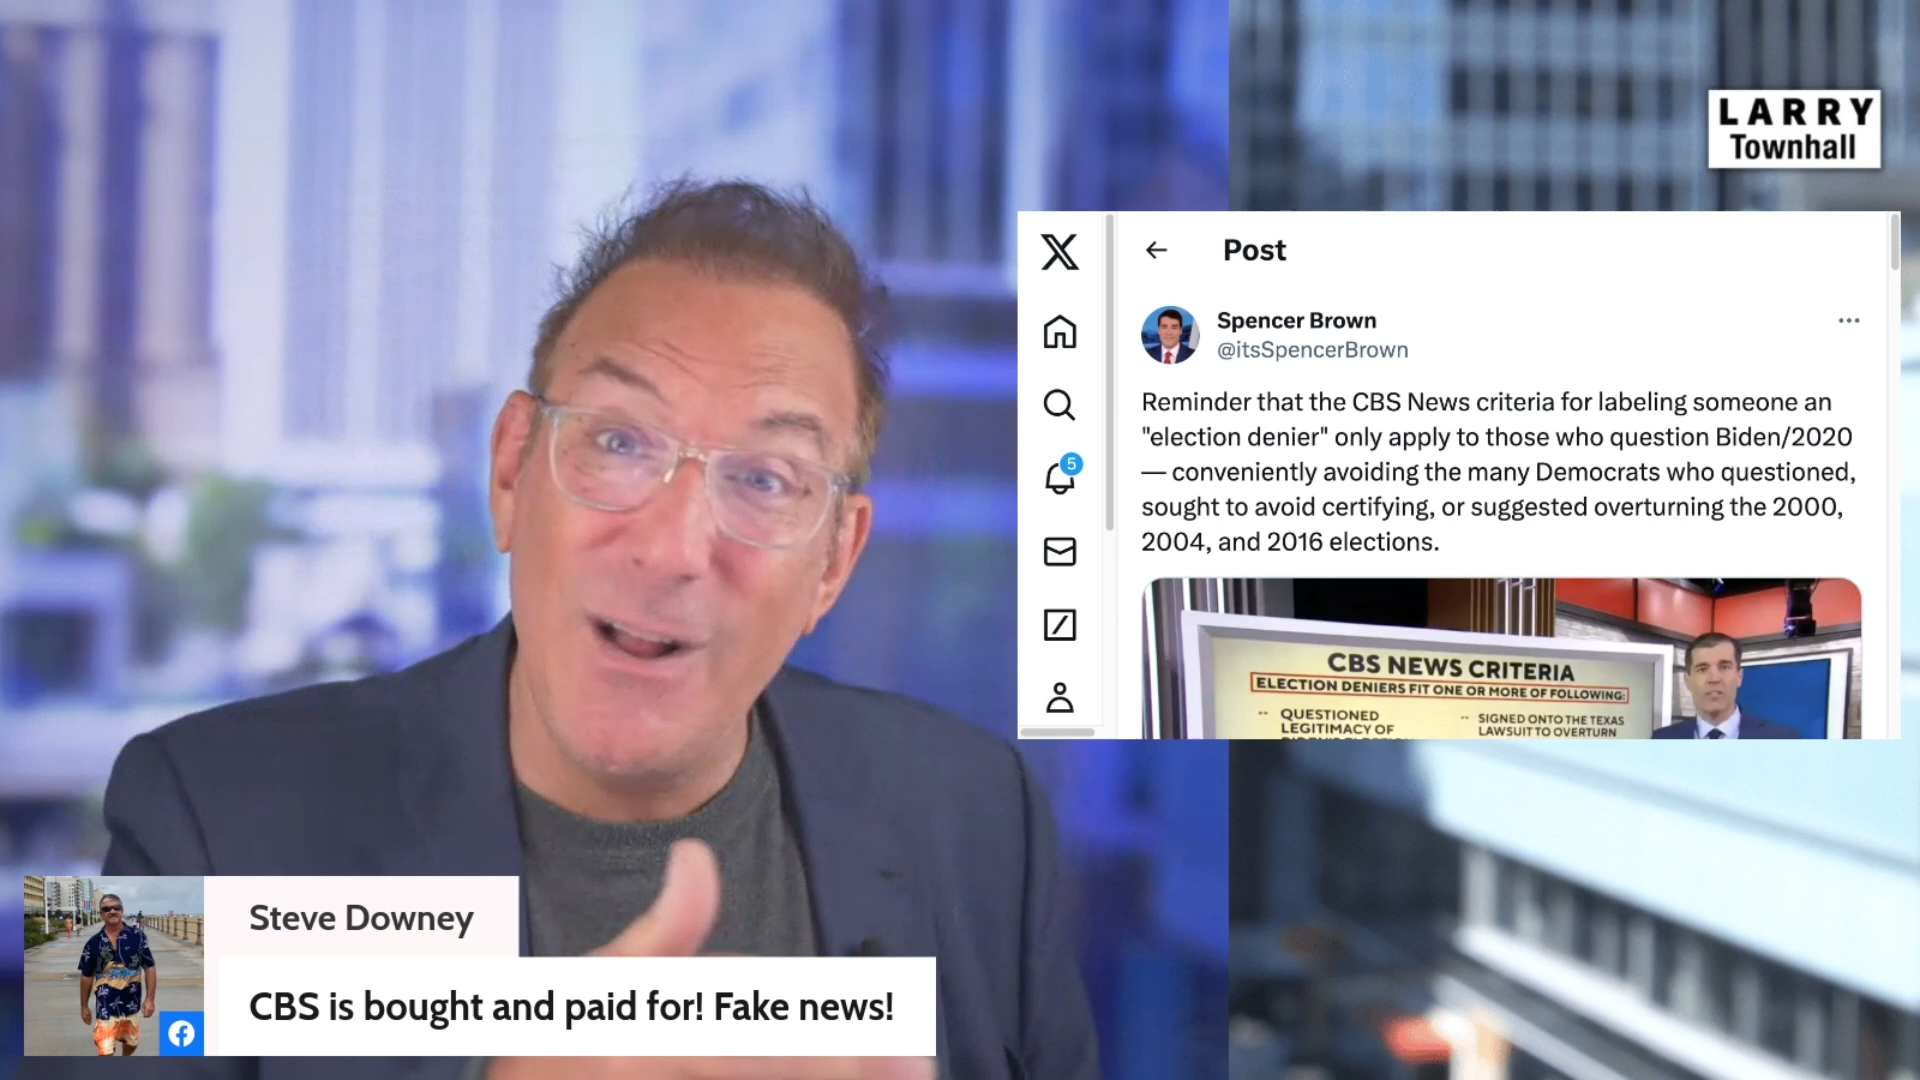 LARRY
Townhall
Post
Spencer Brown
@itsSpencerBrown
Reminder that the CBS News criteria for labeling someone an
"election denier" only apply to those who question Biden/2020
— conveniently avoiding the many Democrats who questioned,
sought to avoid certifying, or suggested overturning the 2000,
2004, and 2016 elections.
5
CBS NEWS CRITERIA
ELECTION DENIERS FIT ONE OR MORE OF FOLLOWING:
-- QUESTIONED
LEGITIMACY OF
-- SIGNED ONTO THE TEXAS
LAWSUIT TO OVERTURN
Steve Downey
CBS is bought and paid for! Fake news!